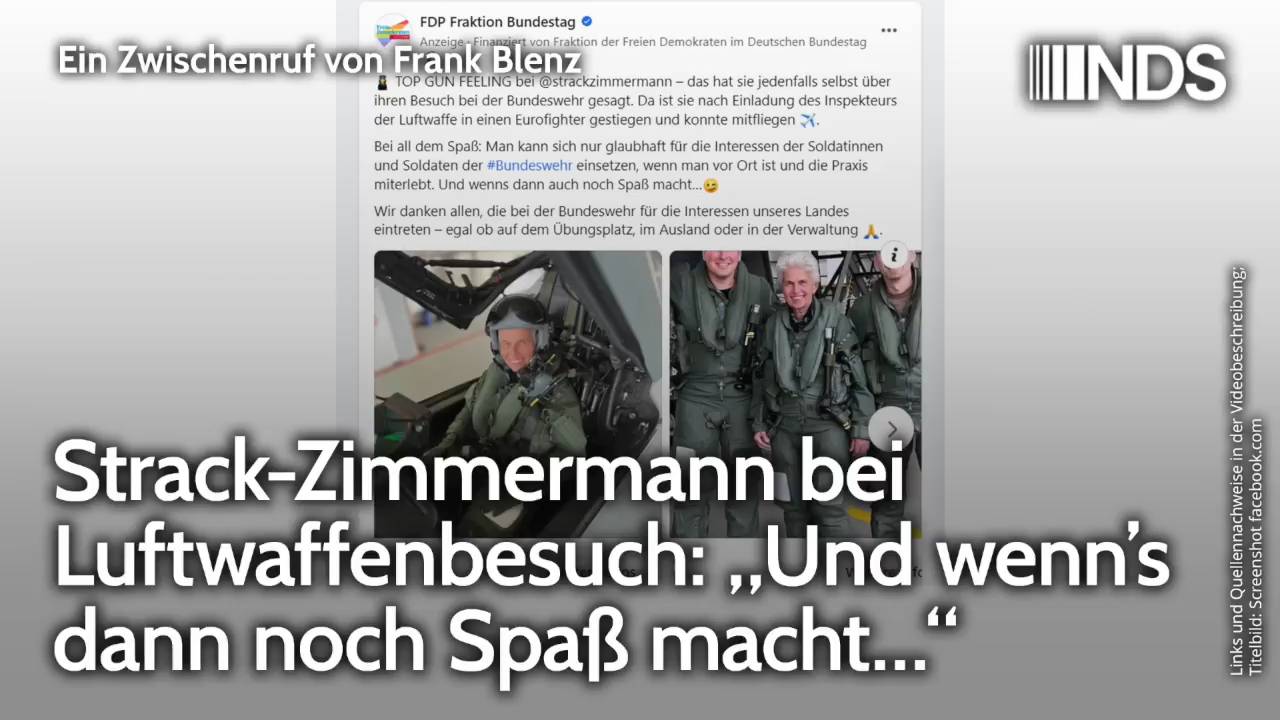 FDP Fraktion Bundestag
Anzeige · Finanziert von Fraktion der Freien Demokraten im Deutschen Bundestag
Ein Zwischenruf von Frank Blenz
NDS
TOP GUN FEELING bei @strackzimmermann – das hat sie jedenfalls selbst über
ihren Besuch bei der Bundeswehr gesagt. Da ist sie nach Einladung des Inspekteurs
der Luftwaffe in einen Eurofighter gestiegen und konnte mitfliegen ✈️.
Bei all dem Spaß: Man kann sich nur glaubhaft für die Interessen der Soldatinnen
und Soldaten der #Bundeswehr einsetzen, wenn man vor Ort ist und die Praxis
miterlebt. Und wenns dann auch noch Spaß macht...😉
Wir danken allen, die bei der Bundeswehr für die Interessen unseres Landes
eintreten – egal ob auf dem Übungsplatz, im Ausland oder in der Verwaltung 🙏.
Strack-Zimmermann bei
Luftwaffenbesuch: „Und wenn’s
dann noch Spaß macht…“
Links und Quellennachweise in der Videobeschreibung;
Titelbild: Screenshot facebook.com